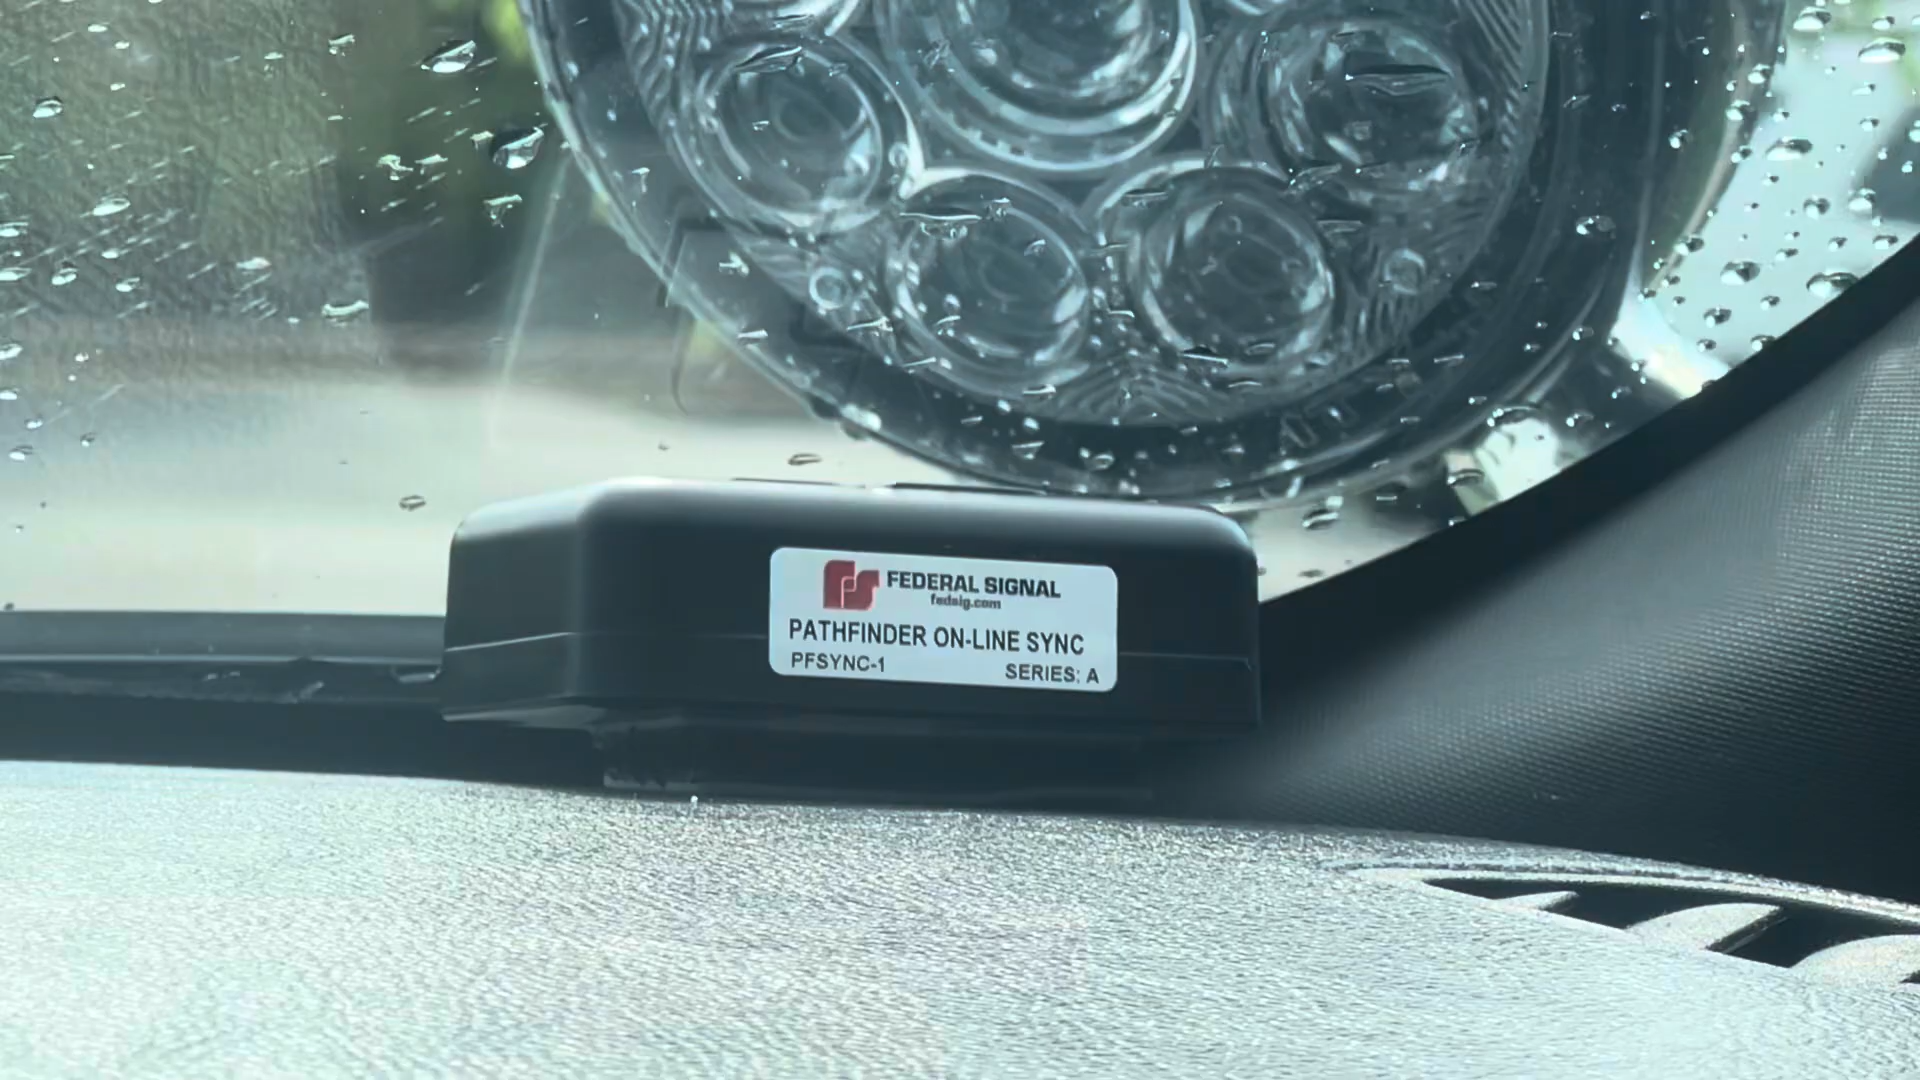 FEDERAL SIGNAL
fedsig.com
PATHFINDER ON-LINE SYNC
PFSYNC-1 SERIES: A